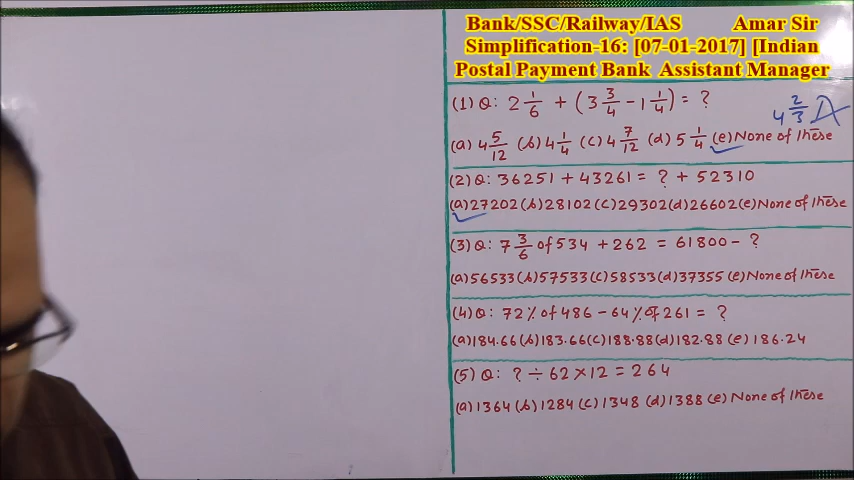 Bank/SSC/Railway/IAS Amar Sir
Simplification-16: [07-01-2017] [Indian
Postal Payment Bank Assistant Manager
(1) Q: 2 1/6 + (3 3/4 - 1 1/4) = ?
4 2/3 A
(a) 4 5/12 (b) 4 1/4 (c) 4 7/12 (d) 5 1/4 (e) None of these
(2) Q: 36251 + 43261 = ? + 52310
(a) 27202 (b) 28102 (c) 29302 (d) 26602 (e) None of these
(3) Q: 7 3/6 of 534 + 262 = 61800 - ?
(a) 56533 (b) 57533 (c) 58533 (d) 37355 (e) None of these
(4) Q: 72% of 486 - 64% of 261 = ?
(a) 184.66 (b) 183.66 (c) 188.88 (d) 182.88 (e) 186.24
(5) Q: ? ÷ 62 × 12 = 264
(a) 1364 (b) 1284 (c) 1348 (d) 1388 (e) None of these